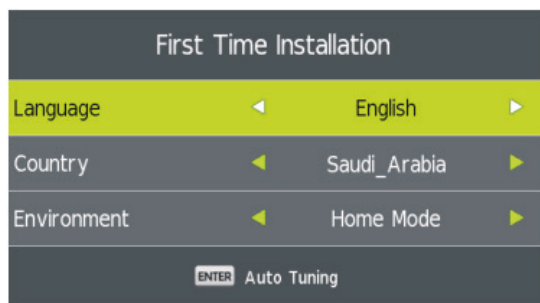 First Time Installation
Language English
Country Saudi_Arabia
Environment Home Mode
ENTER Auto Tuning